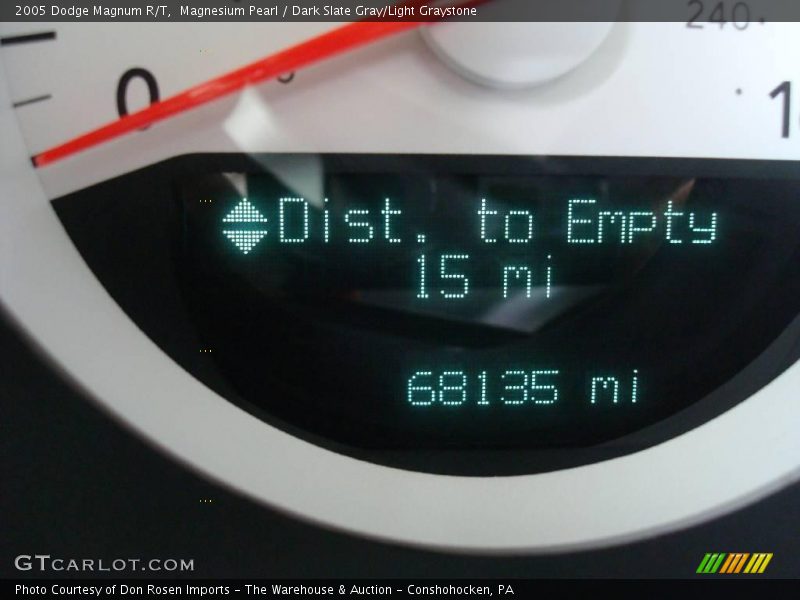 2005 Dodge Magnum R/T,  Magnesium Pearl / Dark Slate Gray/Light Graystone
240
0
Dist. to Empty
15 mi
68135 mi
GTCARLOT.COM
Photo Courtesy of Don Rosen Imports - The Warehouse & Auction - Conshohocken, PA